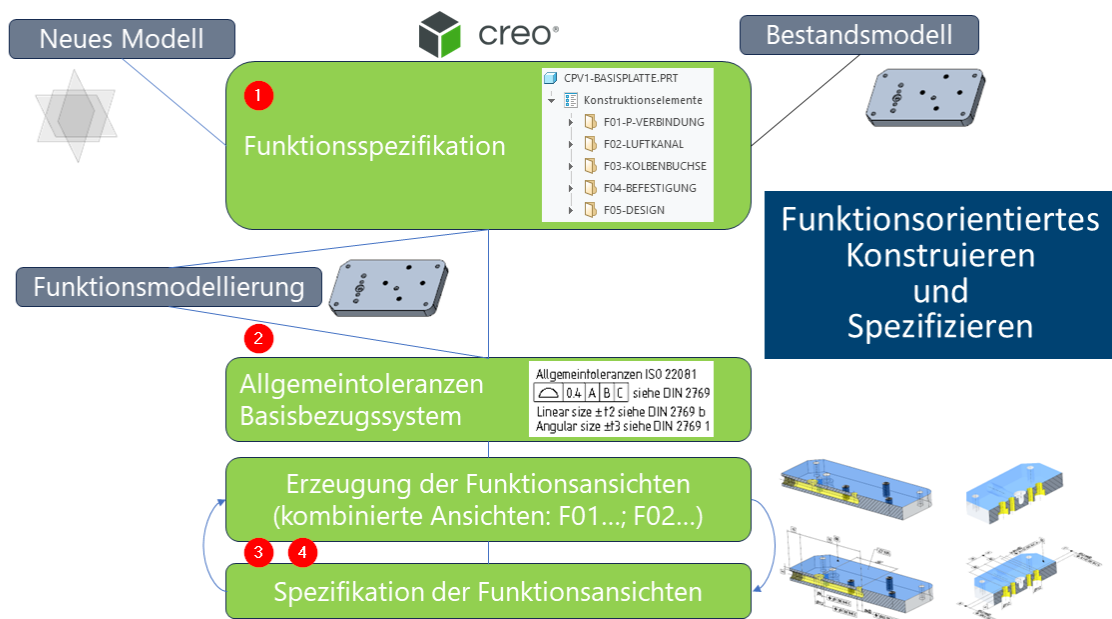 Neues Modell
creo®
Bestandsmodell
1
Funktionsspezifikation
CPV1-BASISPLATTE.PRT
Konstruktionselemente
F01-P-VERBINDUNG
F02-LUFTKANAL
F03-KOLBENBUCHSE
F04-BEFESTIGUNG
F05-DESIGN
Funktionsorientiertes
Konstruieren
und
Spezifizieren
Funktionsmodellierung
2
Allgemeintoleranzen
Basisbezugssystem
Allgemeintoleranzen ISO 22081
0.4 A B C siehe DIN 2769
Linear size ±t2 siehe DIN 2769 b
Angular size ±t3 siehe DIN 2769 1
Erzeugung der Funktionsansichten
(kombinierte Ansichten: F01...; F02...)
3 4
Spezifikation der Funktionsansichten